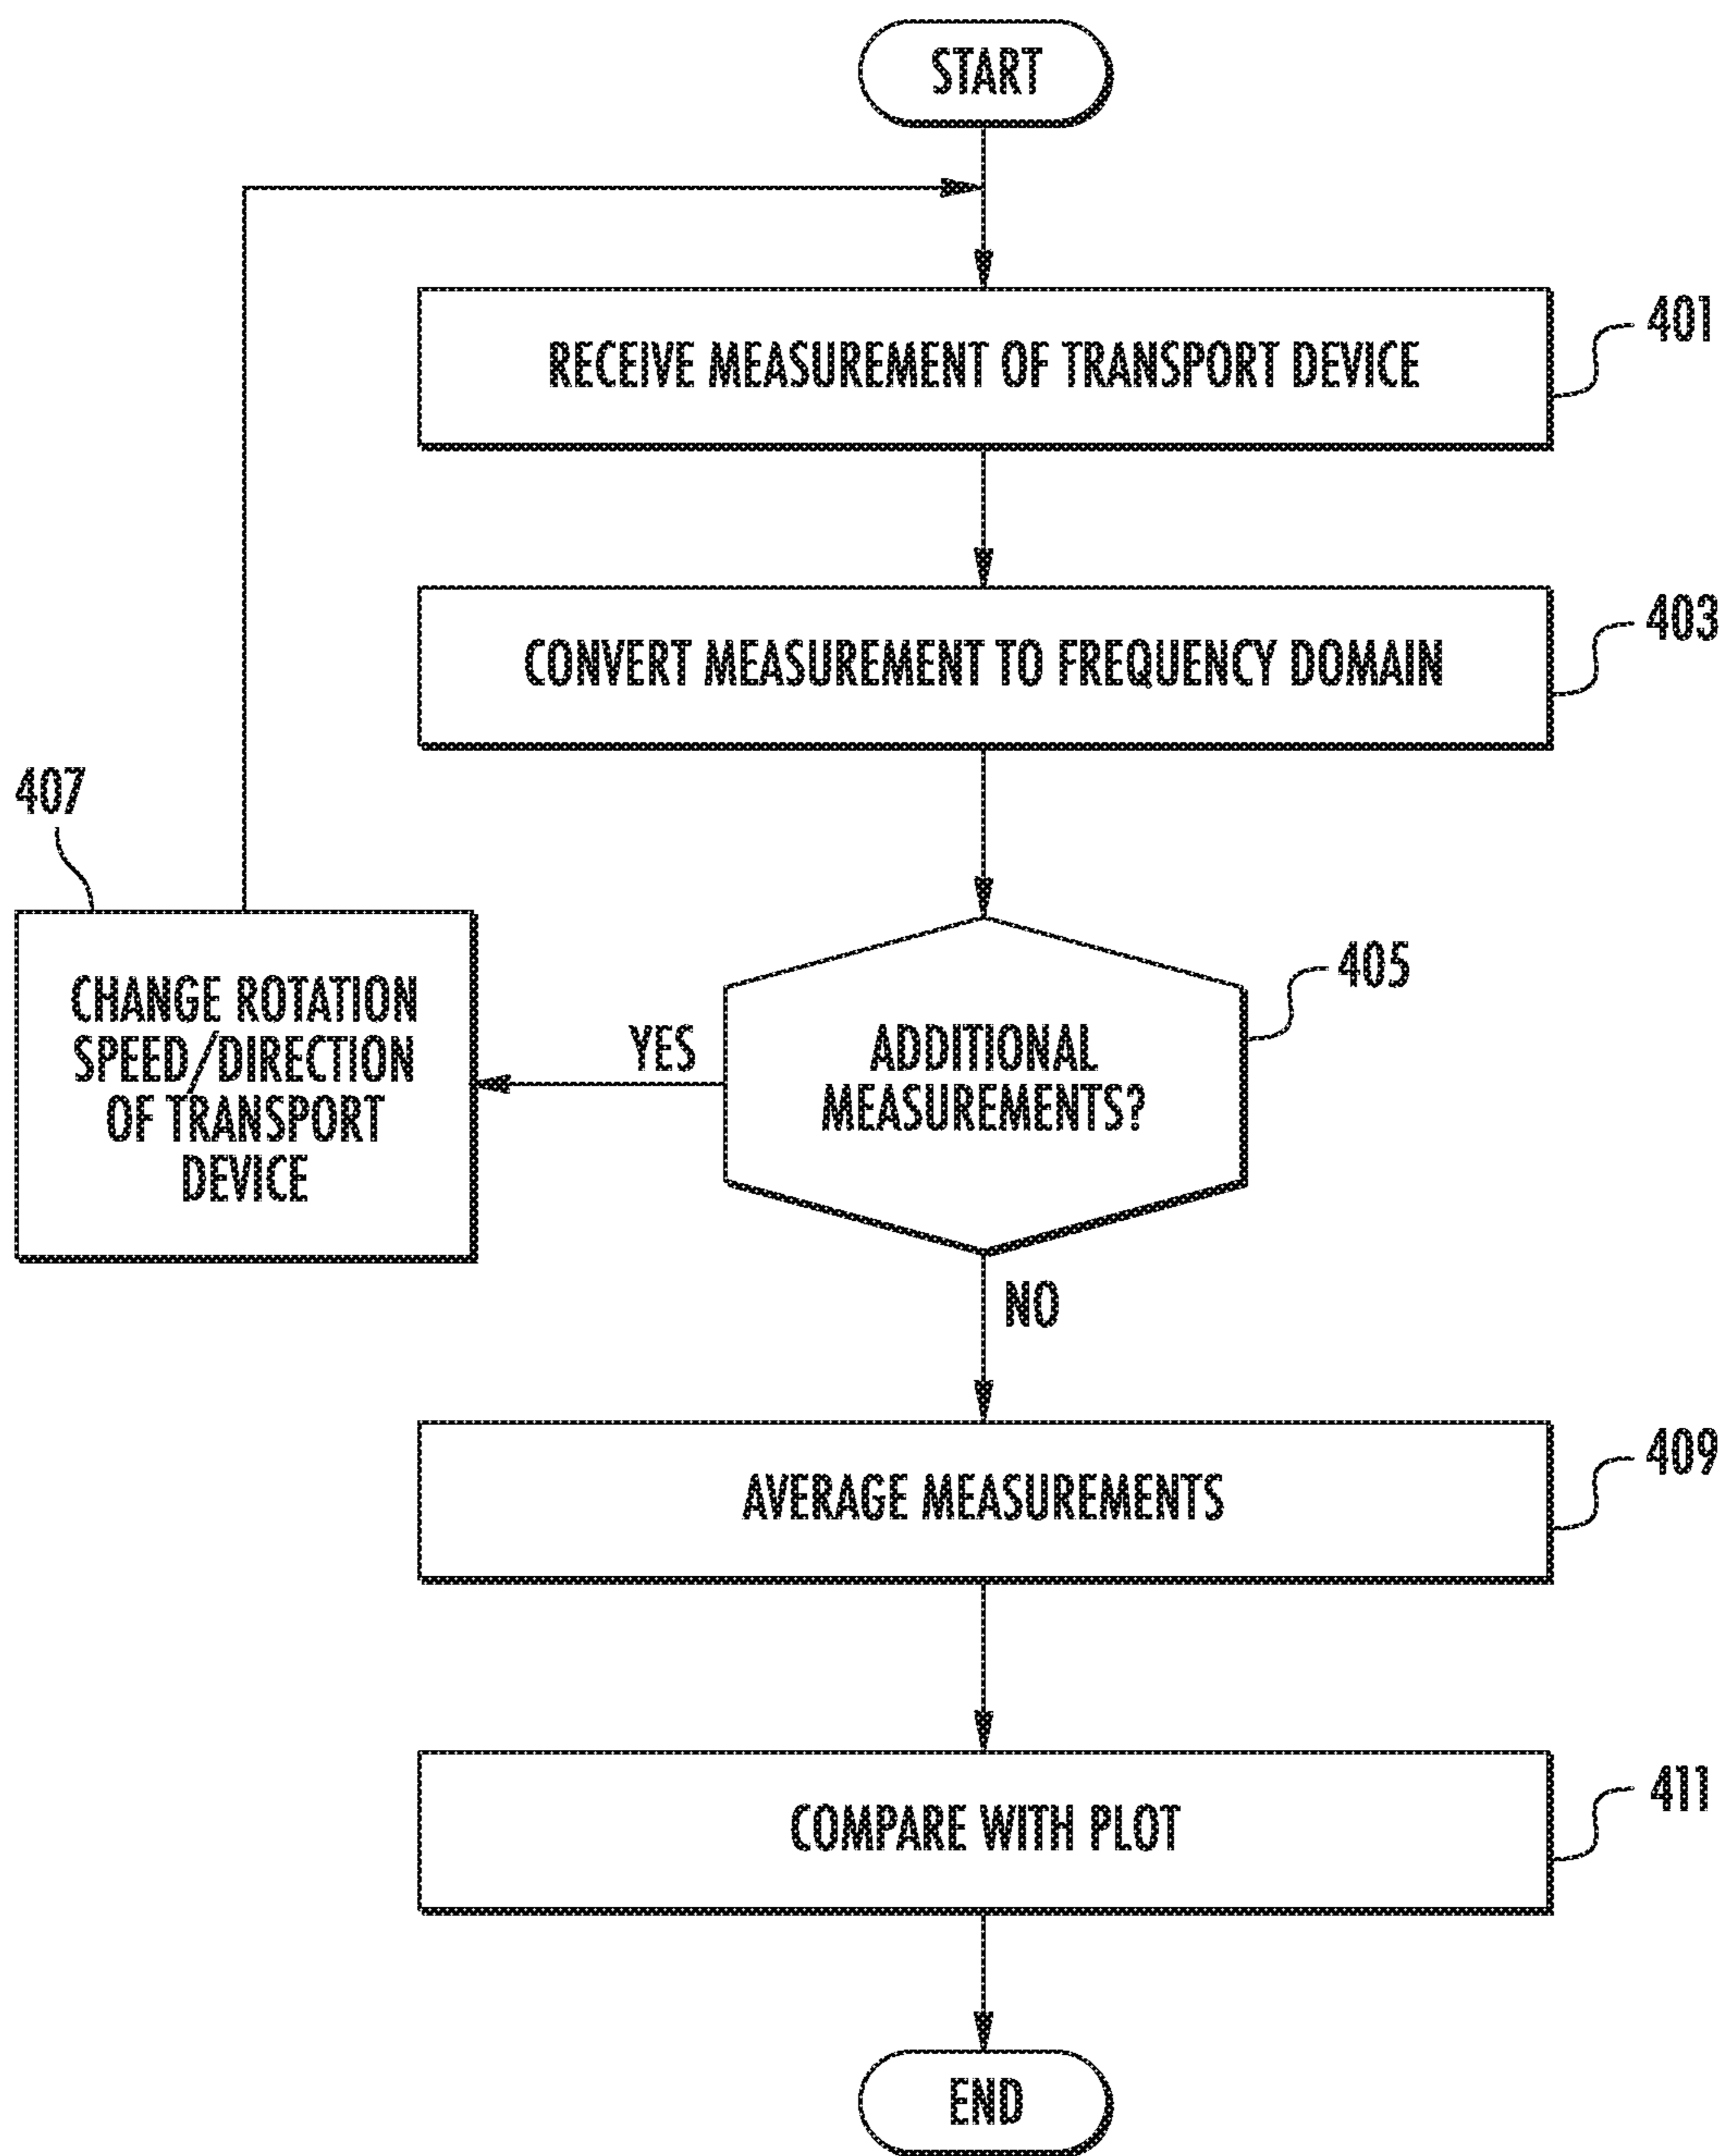 START
RECEIVE MEASUREMENT OF TRANSPORT DEVICE
401
CONVERT MEASUREMENT TO FREQUENCY DOMAIN
403
407
CHANGE ROTATION
SPEED/DIRECTION
OF TRANSPORT
DEVICE
YES
ADDITIONAL
MEASUREMENTS?
405
NO
AVERAGE MEASUREMENTS
409
COMPARE WITH PLOT
411
END